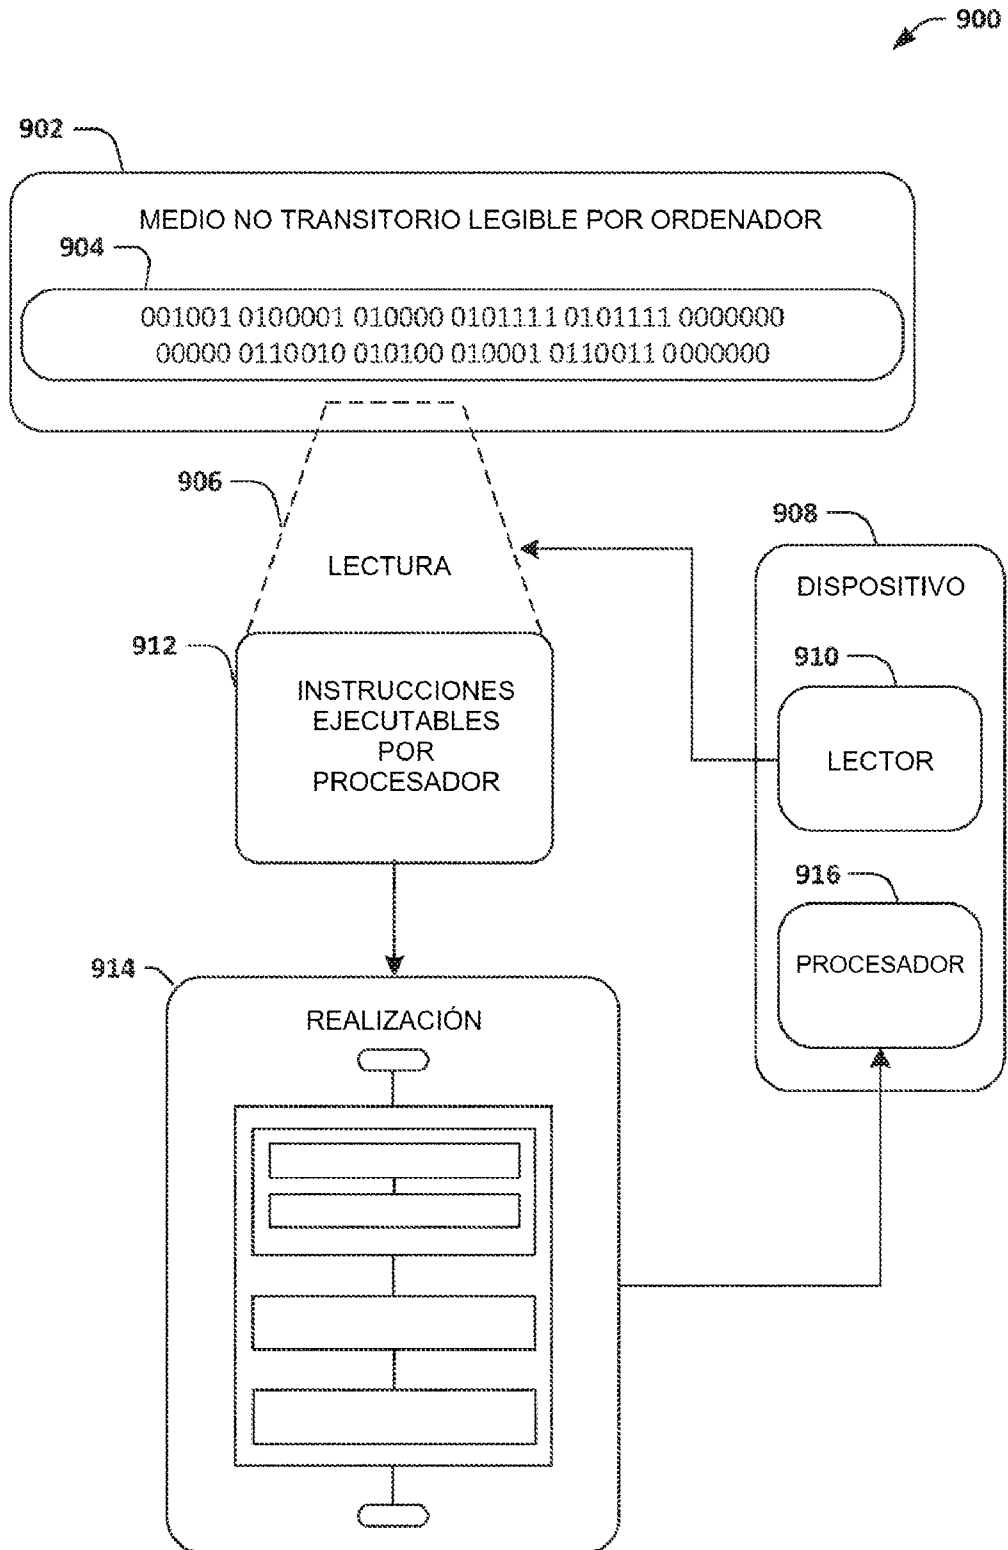 900
902
MEDIO NO TRANSITORIO LEGIBLE POR ORDENADOR
904
001001 0100001 010000 0101111 0101111 0000000
00000 0110010 010100 010001 0110011 0000000
906
LECTURA
908
DISPOSITIVO
910
LECTOR
912
INSTRUCCIONES
EJECUTABLES
POR
PROCESADOR
916
PROCESADOR
914
REALIZACIÓN